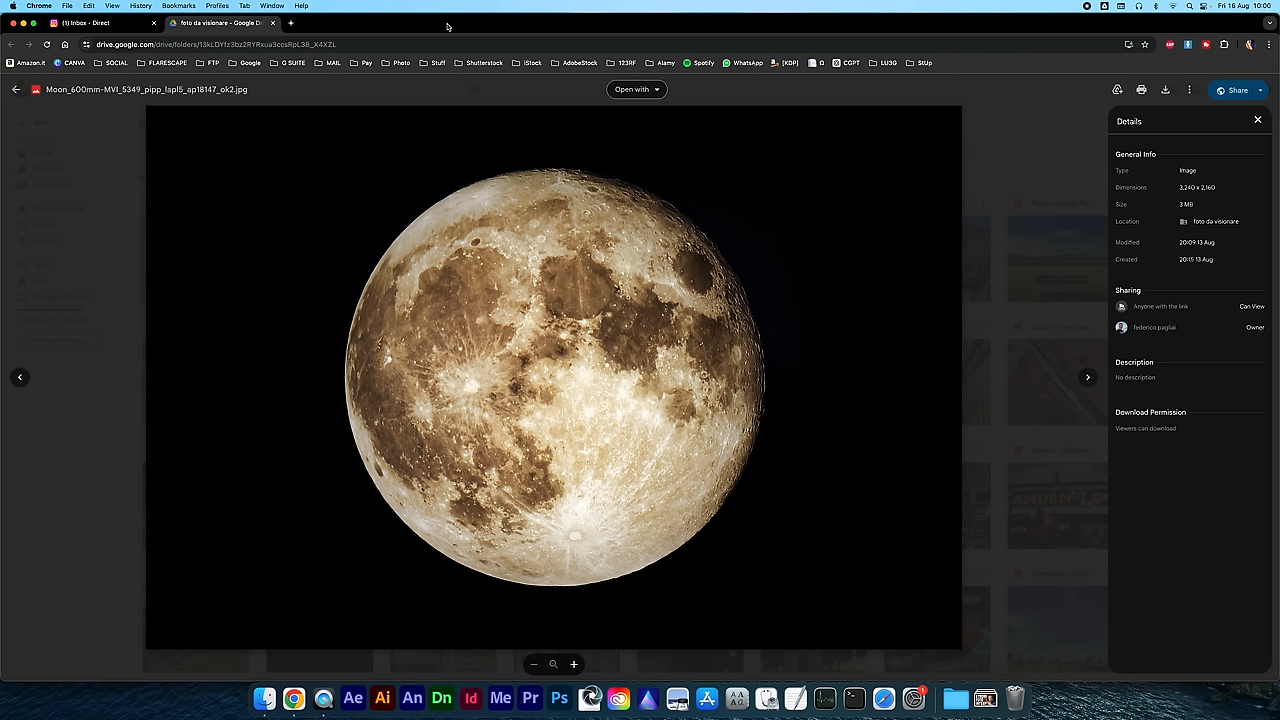 Chrome File Edit View History Bookmarks Profiles Tab Window Help Fri 16 Aug 10:00
(1) Inbox • Direct foto da visionare - Google Dr
drive.google.com/drive/folders/13kLDYfz3bz2RYRxua3ccsRpL38_X4XZL
Amazon.it CANVA SOCIAL FLARESCAPE FTP Google G SUITE MAIL Pay Photo Stuff Shutterstock iStock AdobeStock 123RF Alamy Spotify WhatsApp [KDP] CGPT LU3G StUp
Moon_600mm-MVI_5349_pipp_lapl5_ap18147_ok2.jpg Open with Share
Details
General Info
Type Image
Dimensions 3,240 x 2,160
Size 3 MB
Location foto da visionare
Modified 20:09 13 Aug
Created 20:15 13 Aug
Sharing
Anyone with the link Can View
federico pagliai Owner
Description
No description
Download Permission
Viewers can download
Ae Ai An Dn Id Me Pr Ps 1